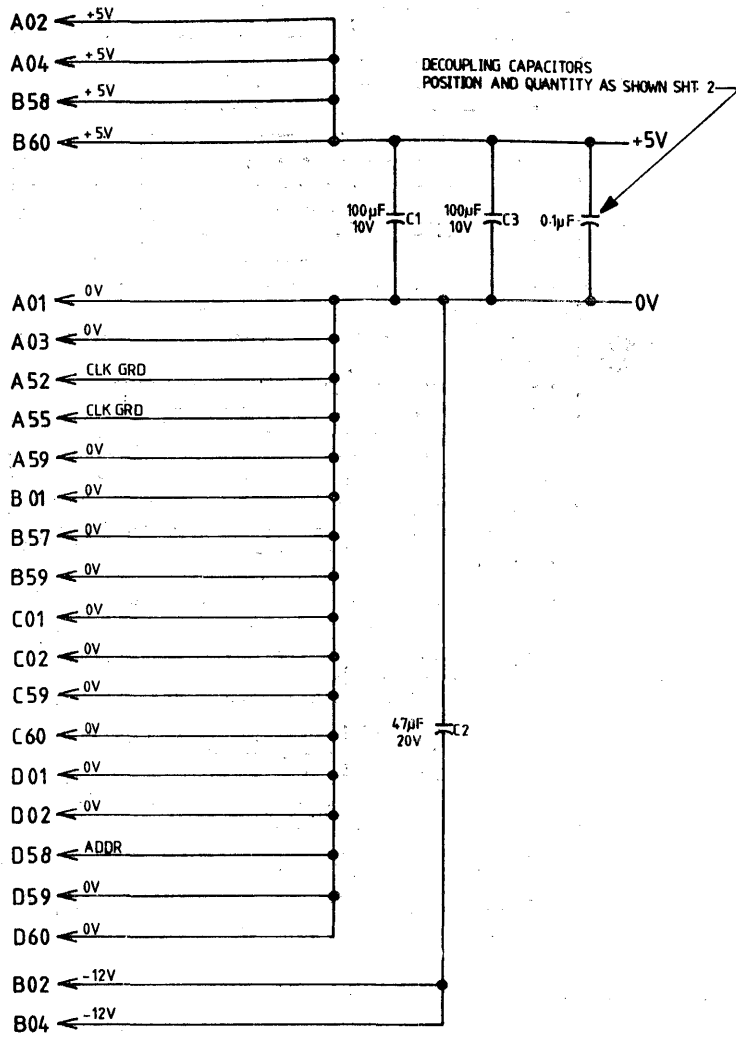 A02 +5V
A04 +5V
DECOUPLING CAPACITORS
POSITION AND QUANTITY AS SHOWN SHT 2
B58 +5V
B60 +5V
+5V
100µF
10V
C1
100µF
10V
C3
0·1µF
A01 0V
0V
A03 0V
A52 CLK GRD
A55 CLK GRD
A59 0V
B01 0V
B57 0V
B59 0V
C01 0V
C02 0V
C59 0V
47µF
20V
C2
C60 0V
D01 0V
D02 0V
D58 ADDR
D59 0V
D60 0V
B02 -12V
B04 -12V